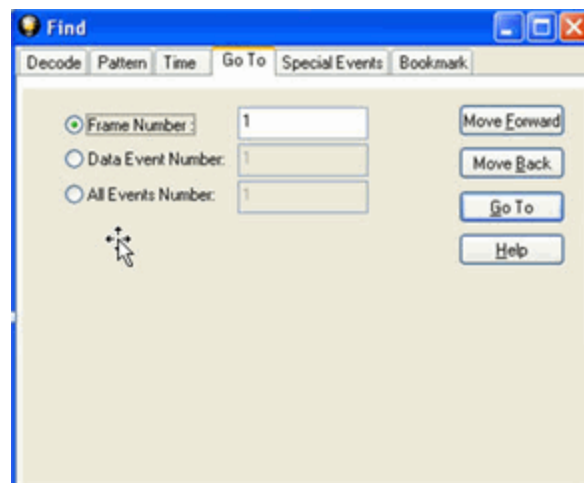 Find
Decode Pattern Time Go To Special Events Bookmark
Frame Number : 1 Move Forward
Data Event Number: 1 Move Back
All Events Number: 1 Go To
Help